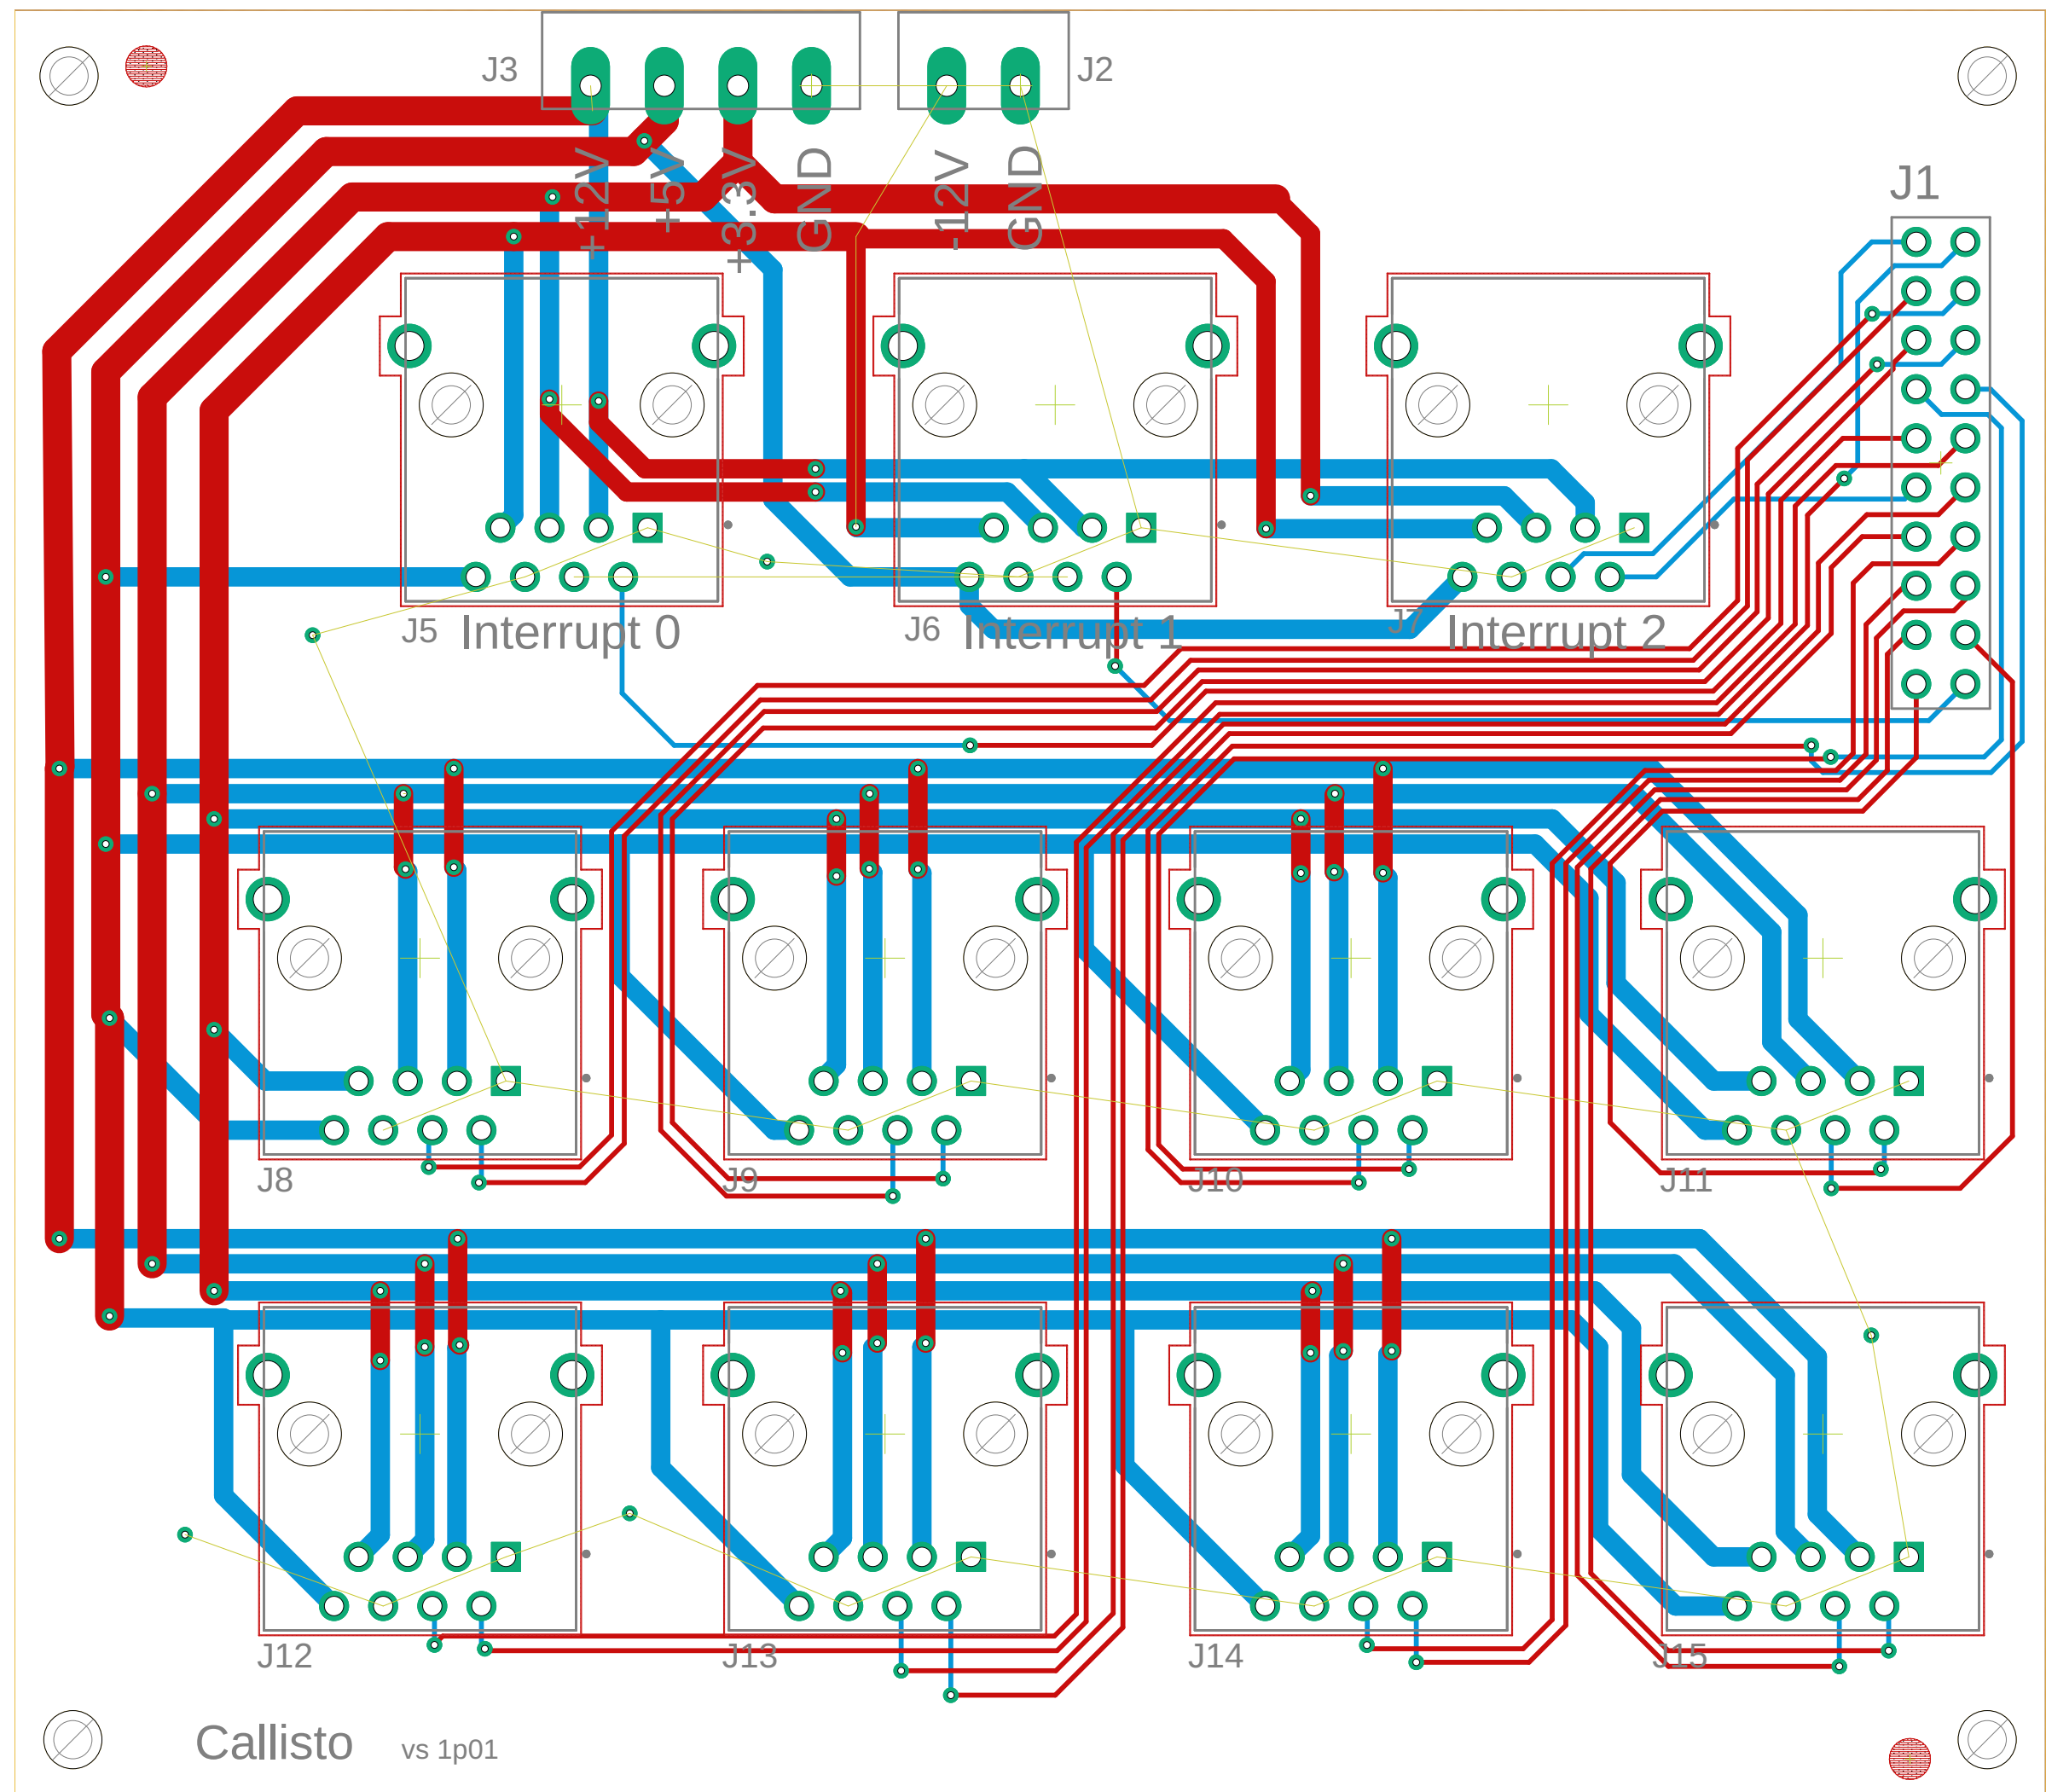 J3
J2
+12V
+5V
+3.3V
GND
-12V
GND
J1
J5
Interrupt 0
J6
Interrupt 1
J7
Interrupt 2
J8
J9
J10
J11
J12
J13
J14
J15
Callisto
vs 1p01